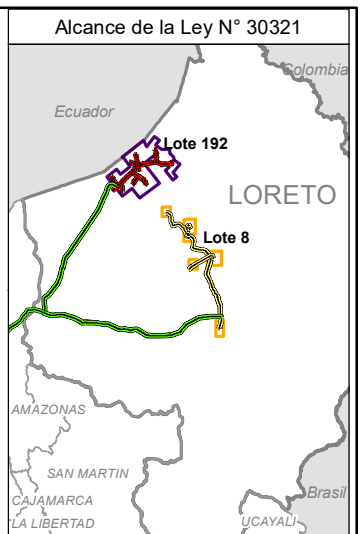 Alcance de la Ley N° 30321
Colombia
Ecuador
Lote 192
LORETO
Lote 8
AMAZONAS
SAN MARTIN
CAJAMARCA
LA LIBERTAD
Brasil
UCAYALI